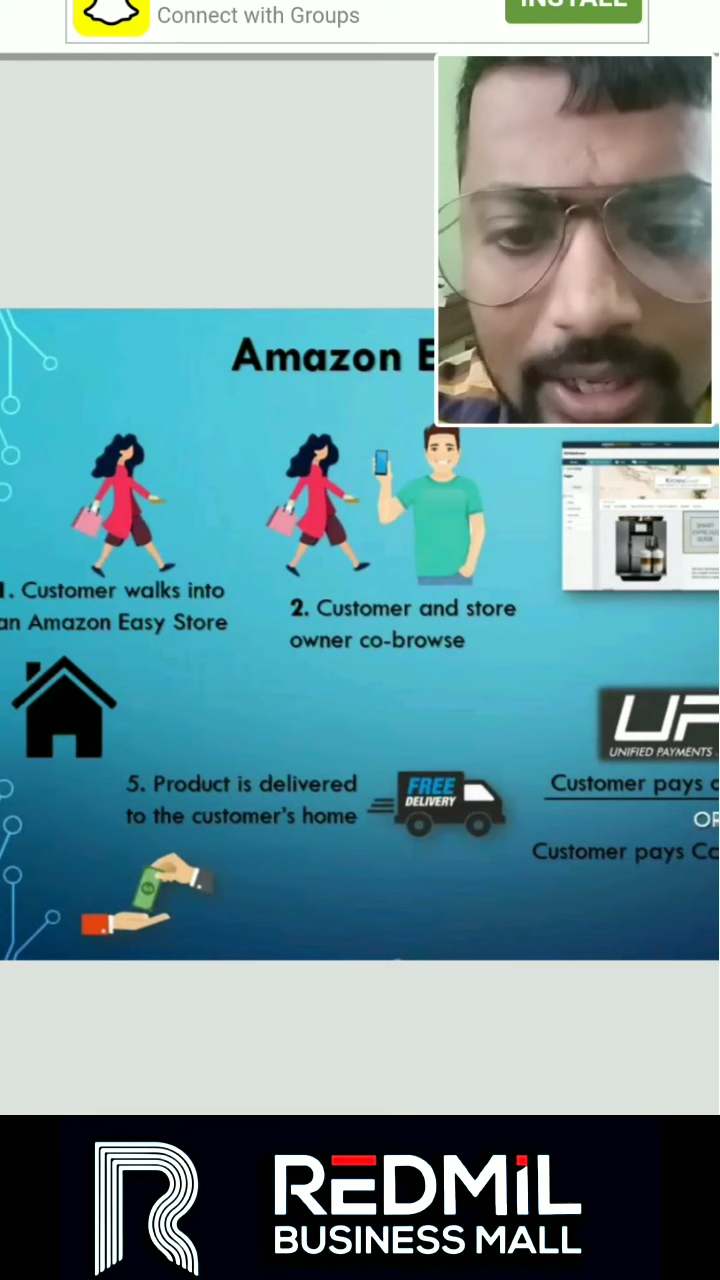 Connect with Groups
INSTALL
Amazon E
1. Customer walks into
an Amazon Easy Store
2. Customer and store
owner co-browse
UP
UNIFIED PAYMENTS
5. Product is delivered
to the customer's home
FREE
DELIVERY
Customer pays
OR
Customer pays
REDMIL
BUSINESS MALL